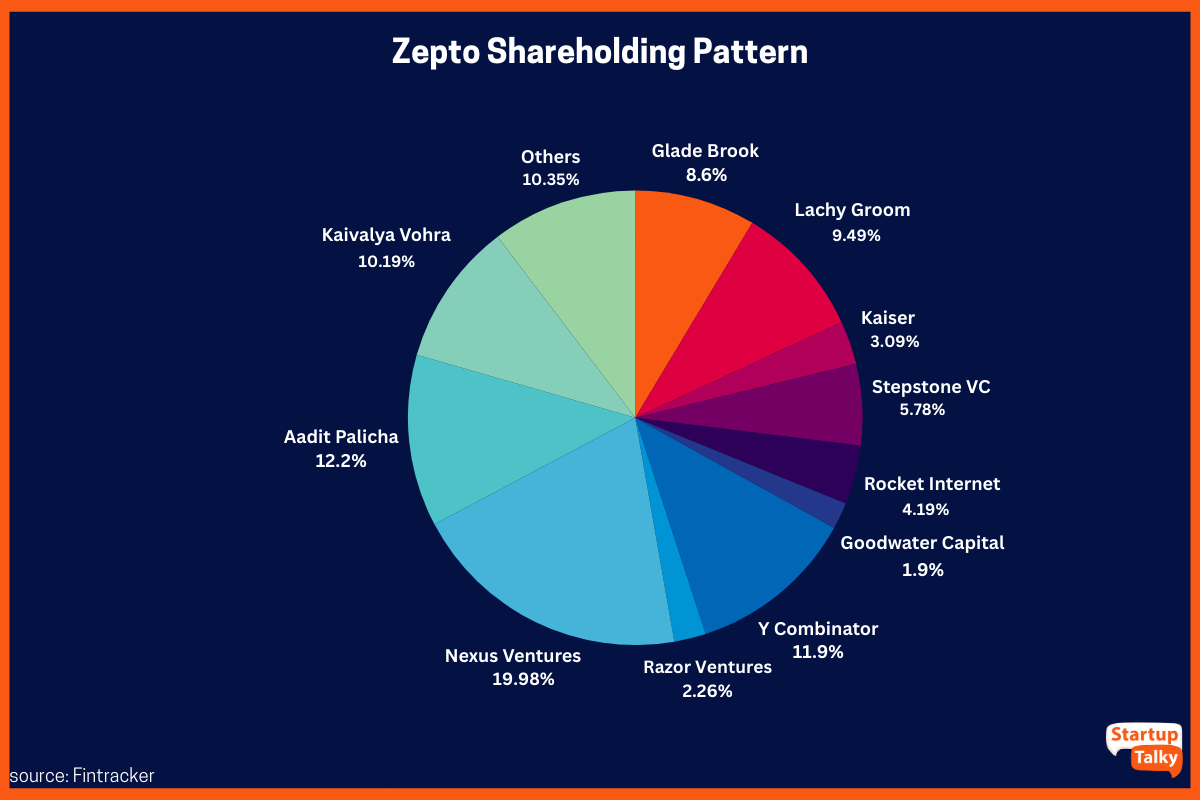 Zepto Shareholding Pattern
Others
10.35%
Glade Brook
8.6%
Lachy Groom
9.49%
Kaivalya Vohra
10.19%
Kaiser
3.09%
Stepstone VC
5.78%
Aadit Palicha
12.2%
Rocket Internet
4.19%
Goodwater Capital
1.9%
Y Combinator
11.9%
Nexus Ventures
19.98%
Razor Ventures
2.26%
Startup
Talky
source: Fintracker